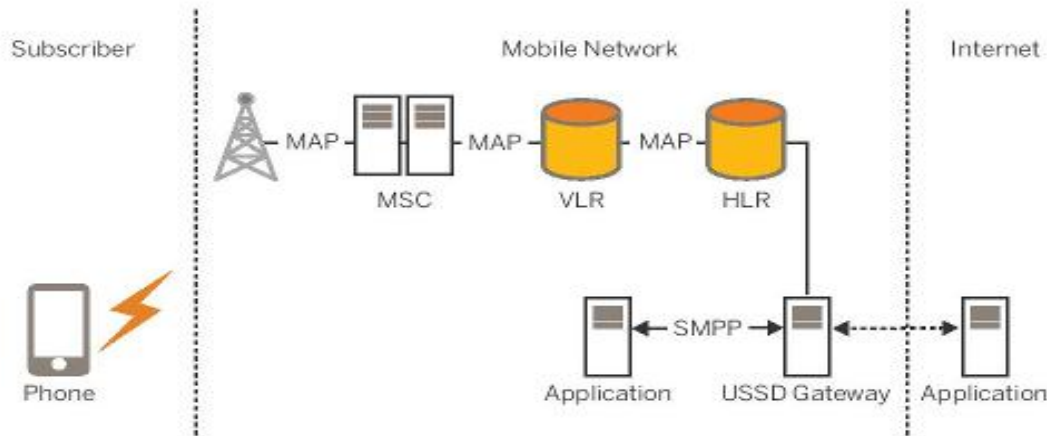 Subscriber
Mobile Network
Internet
MAP
MAP
MAP
MSC
VLR
HLR
SMPP
Phone
Application
USSD Gateway
Application